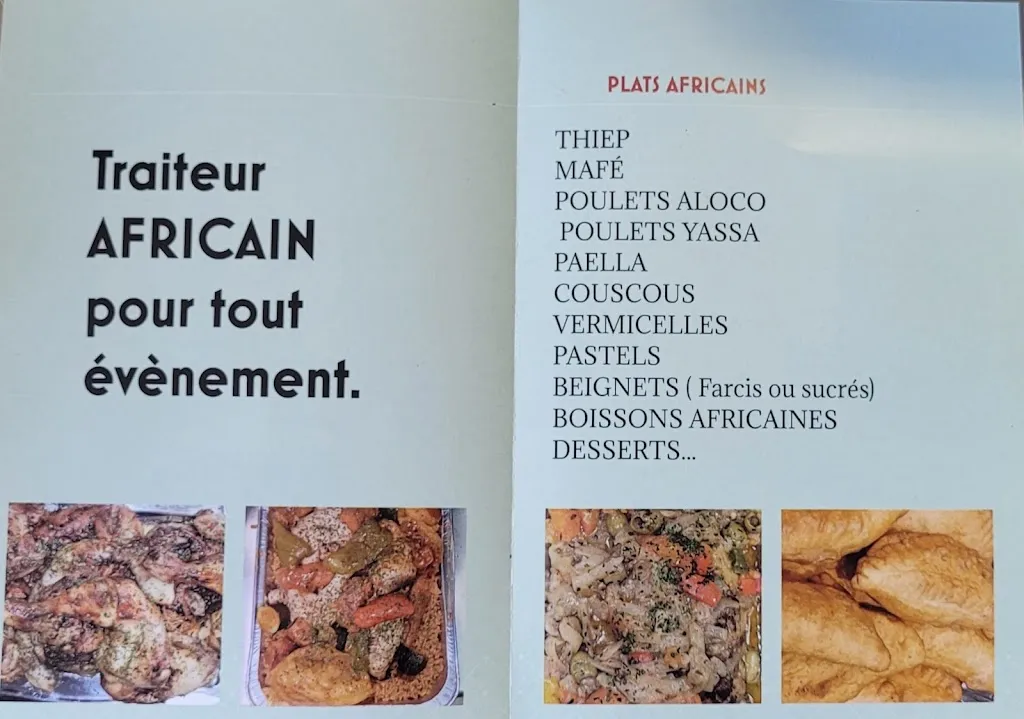 Traiteur
AFRICAIN
pour tout
évènement.
PLATS AFRICAINS
THIEP
MAFÉ
POULETS ALOCO
POULETS YASSA
PAELLA
COUSCOUS
VERMICELLES
PASTELS
BEIGNETS ( Farcis ou sucrés)
BOISSONS AFRICAINES
DESSERTS...